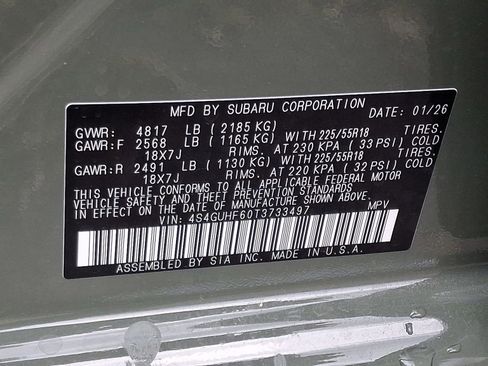 MFD BY SUBARU CORPORATION DATE: 01/26
GVWR: 4817 LB (2185 KG)
GAWR:F 2568 LB (1165 KG) WITH 225/55R18 TIRES.
18X7J RIMS. AT 230 KPA (33 PSI) COLD
GAWR:R 2491 LB (1130 KG) WITH 225/55R18 TIRES.
18X7J RIMS. AT 220 KPA (32 PSI) COLD
THIS VEHICLE CONFORMS TO ALL APPLICABLE FEDERAL MOTOR
VEHICLE SAFETY AND THEFT PREVENTION STANDARDS
IN EFFECT ON THE DATE OF MANUFACTURE SHOWN ABOVE.
VIN: 4S4GUHF60T3733497 MPV
ASSEMBLED BY SIA INC. MADE IN U.S.A.